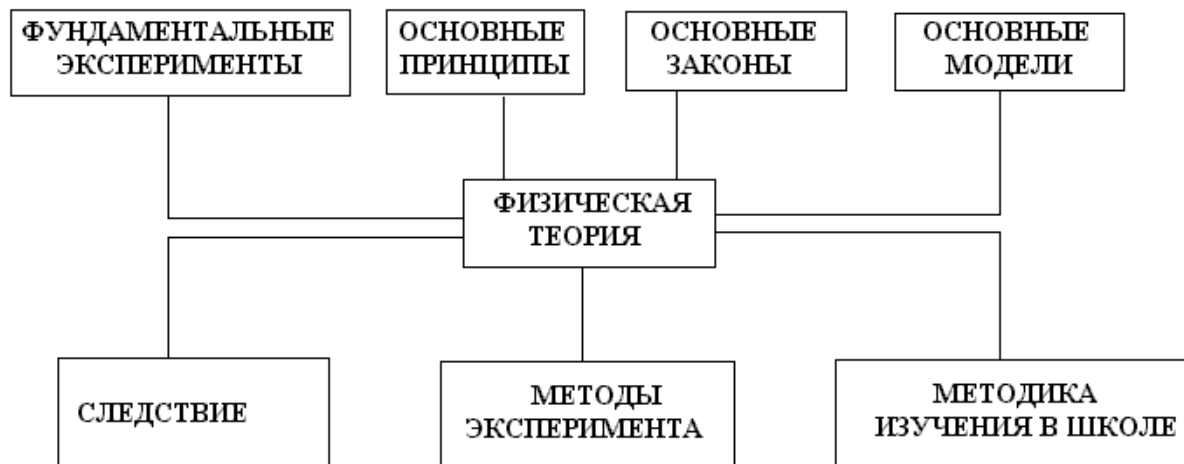 ФУНДАМЕНТАЛЬНЫЕ
ЭКСПЕРИМЕНТЫ
ОСНОВНЫЕ
ПРИНЦИПЫ
ОСНОВНЫЕ
ЗАКОНЫ
ОСНОВНЫЕ
МОДЕЛИ
ФИЗИЧЕСКАЯ
ТЕОРИЯ
СЛЕДСТВИЕ
МЕТОДЫ
ЭКСПЕРИМЕНТА
МЕТОДИКА
ИЗУЧЕНИЯ В ШКОЛЕ